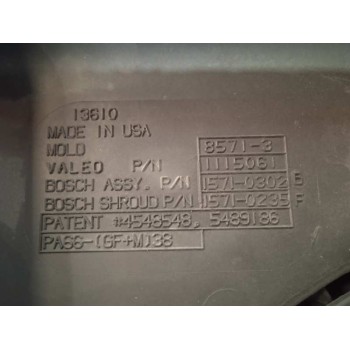 13610
MADE IN USA
MOLD 8571-3
VALEO P/N 1115061
BOSCH ASSY. P/N 1571-0302 E
BOSCH SHROUD P/N 1571-0235 F
PATENT #4548548, 5489186
PA66-(GF+M)38